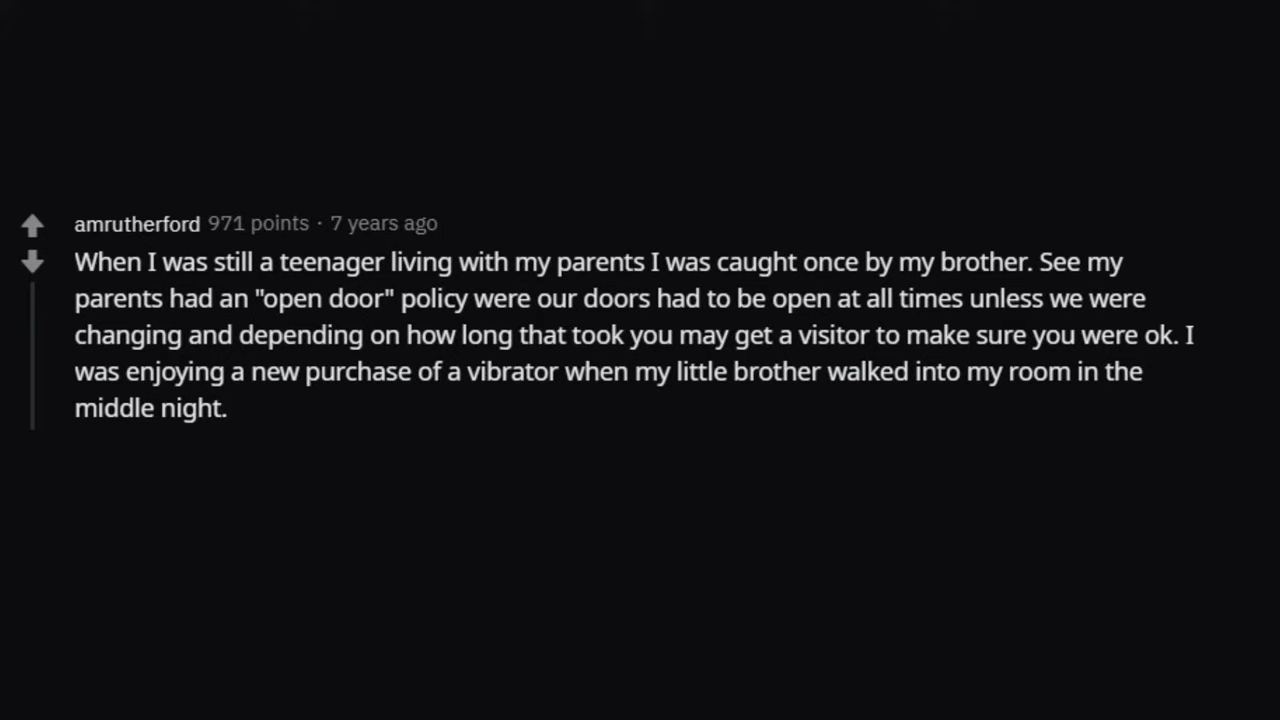 amrutherford 971 points · 7 years ago
When I was still a teenager living with my parents I was caught once by my brother. See my
parents had an "open door" policy were our doors had to be open at all times unless we were
changing and depending on how long that took you may get a visitor to make sure you were ok. I
was enjoying a new purchase of a vibrator when my little brother walked into my room in the
middle night.